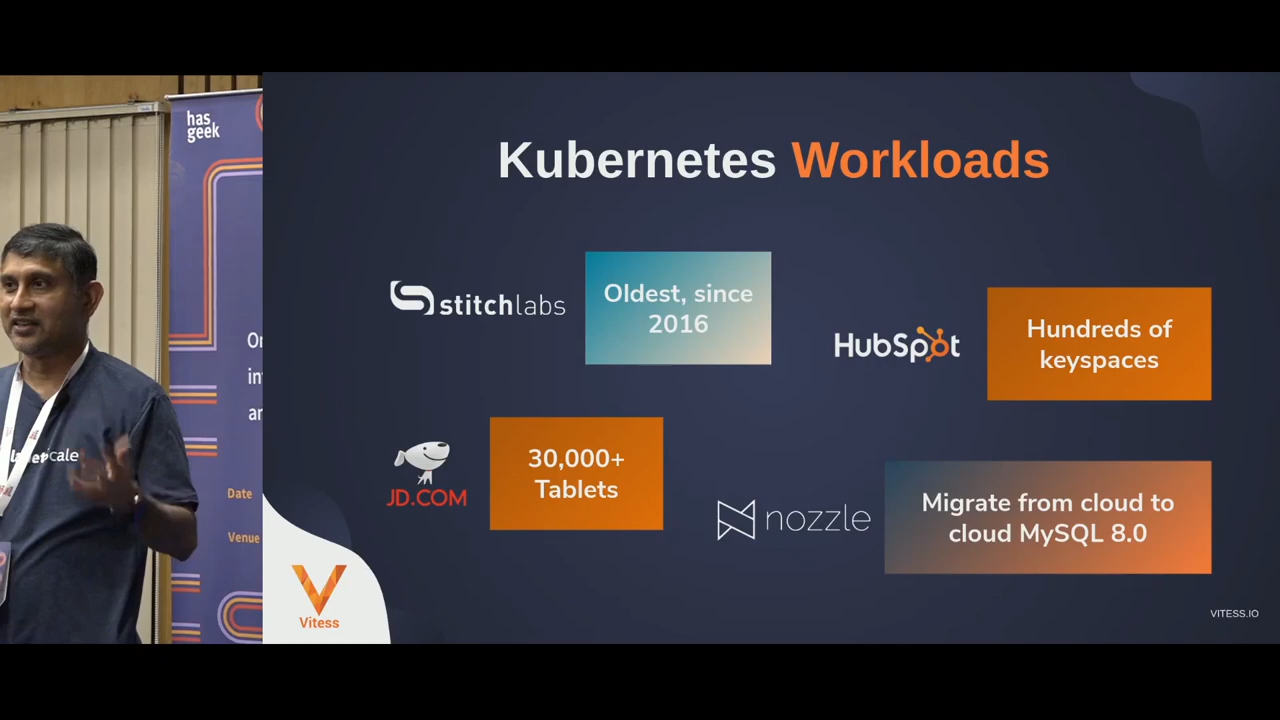 has
geek
Date
Venue
Kubernetes Workloads
stitchlabs
Oldest, since
2016
HubSpot
Hundreds of
keyspaces
JD.COM
30,000+
Tablets
nozzle
Migrate from cloud to
cloud MySQL 8.0
Vitess
VITESS.IO